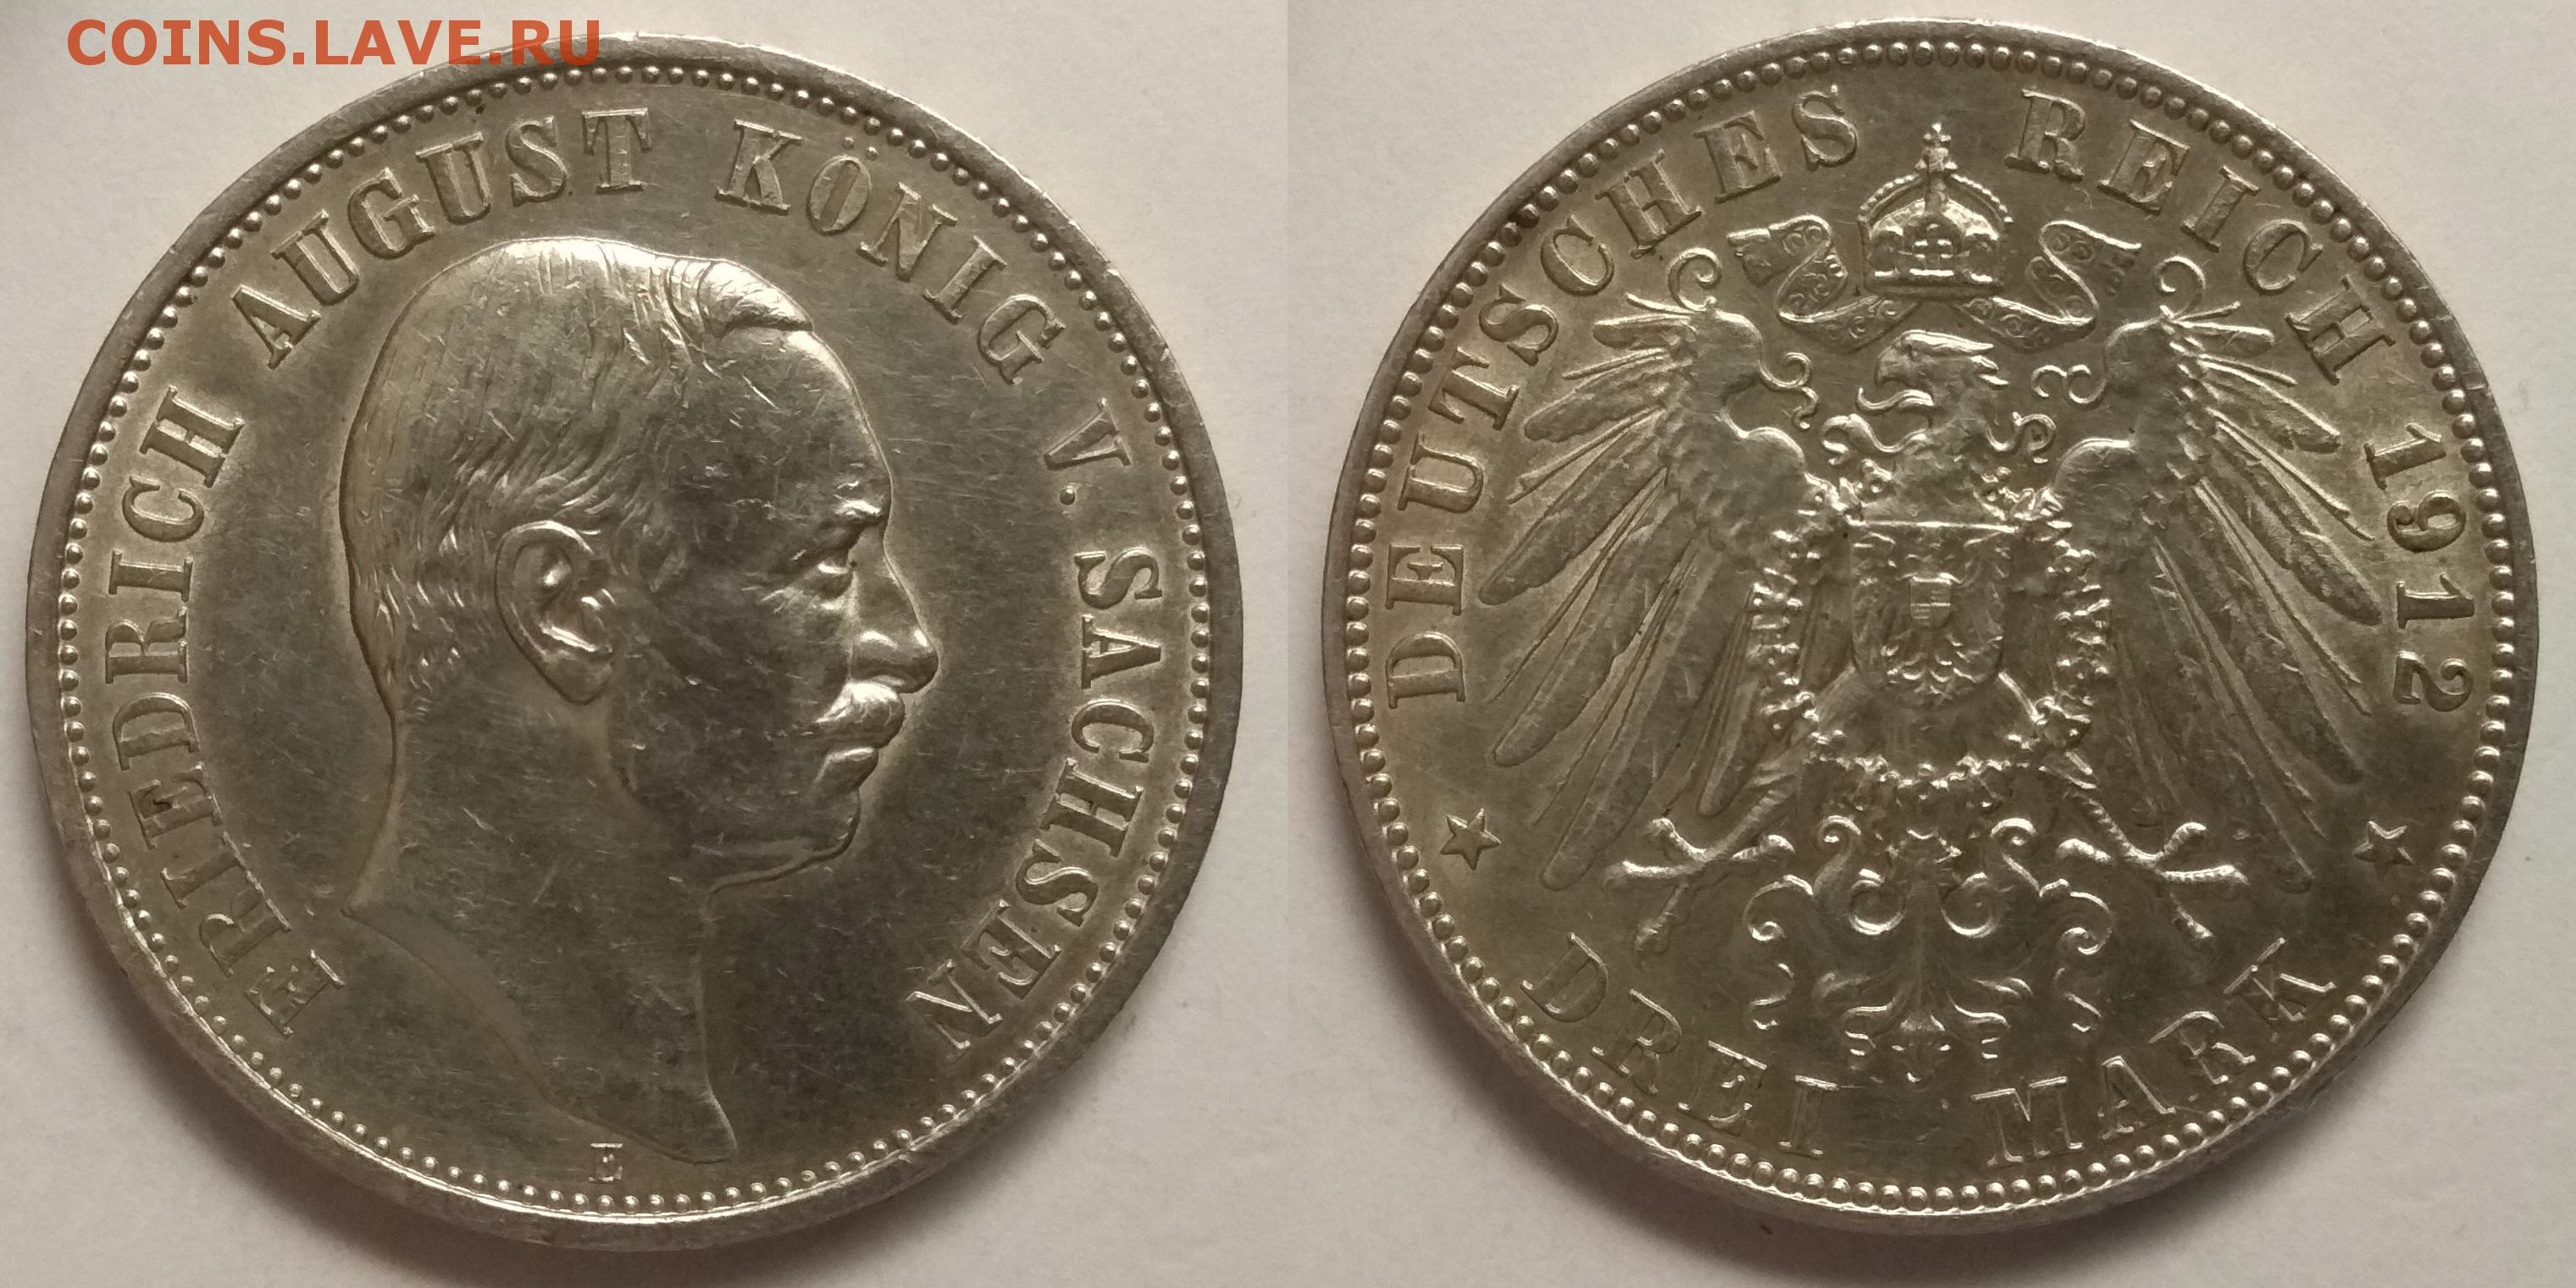 COINS.LAVE.RU
FRIEDRICH AUGUST KÖNIG V. SACHSEN
E
DEUTSCHES REICH 1912
DREI MARK